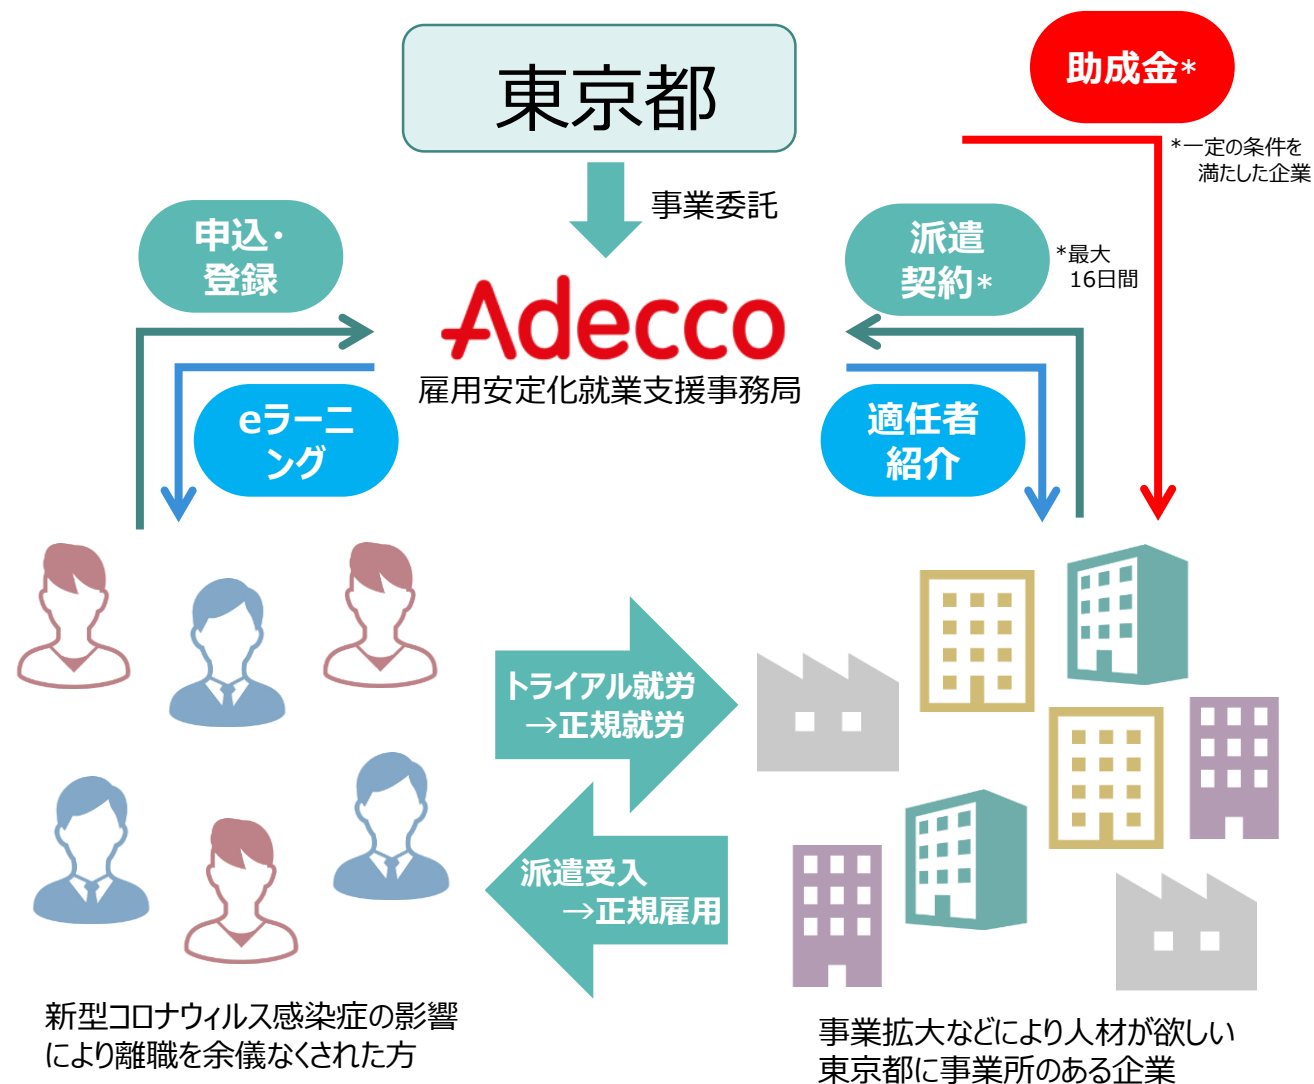 東京都
助成金*
*一定の条件を
満たした企業
事業委託
申込・
登録
派遣
契約*
*最大
16日間
Adecco
雇用安定化就業支援事務局
eラーニ
ング
適任者
紹介
トライアル就労
→正規就労
派遣受入
→正規雇用
新型コロナウィルス感染症の影響
により離職を余儀なくされた方
事業拡大などにより人材が欲しい
東京都に事業所のある企業